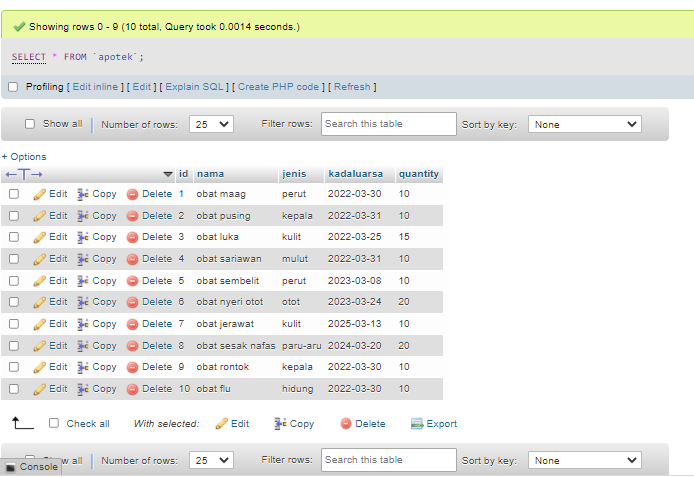 Showing rows 0 - 9 (10 total, Query took 0.0014 seconds.)
SELECT * FROM `apotek`;
Profiling [ Edit inline ] [ Edit ] [ Explain SQL ] [ Create PHP code ] [ Refresh ]
Show all Number of rows: 25 Filter rows: Search this table Sort by key: None
+ Options
←T→ id nama jenis kadaluarsa quantity
Edit Copy Delete 1 obat maag perut 2022-03-30 10
Edit Copy Delete 2 obat pusing kepala 2022-03-31 10
Edit Copy Delete 3 obat luka kulit 2022-03-25 15
Edit Copy Delete 4 obat sariawan mulut 2022-03-31 10
Edit Copy Delete 5 obat sembelit perut 2023-03-08 10
Edit Copy Delete 6 obat nyeri otot otot 2023-03-24 20
Edit Copy Delete 7 obat jerawat kulit 2025-03-13 10
Edit Copy Delete 8 obat sesak nafas paru-aru 2024-03-20 20
Edit Copy Delete 9 obat rontok kepala 2022-03-30 10
Edit Copy Delete 10 obat flu hidung 2022-03-30 10
Check all With selected: Edit Copy Delete Export
w all Number of rows: 25 Filter rows: Search this table Sort by key: None
Console